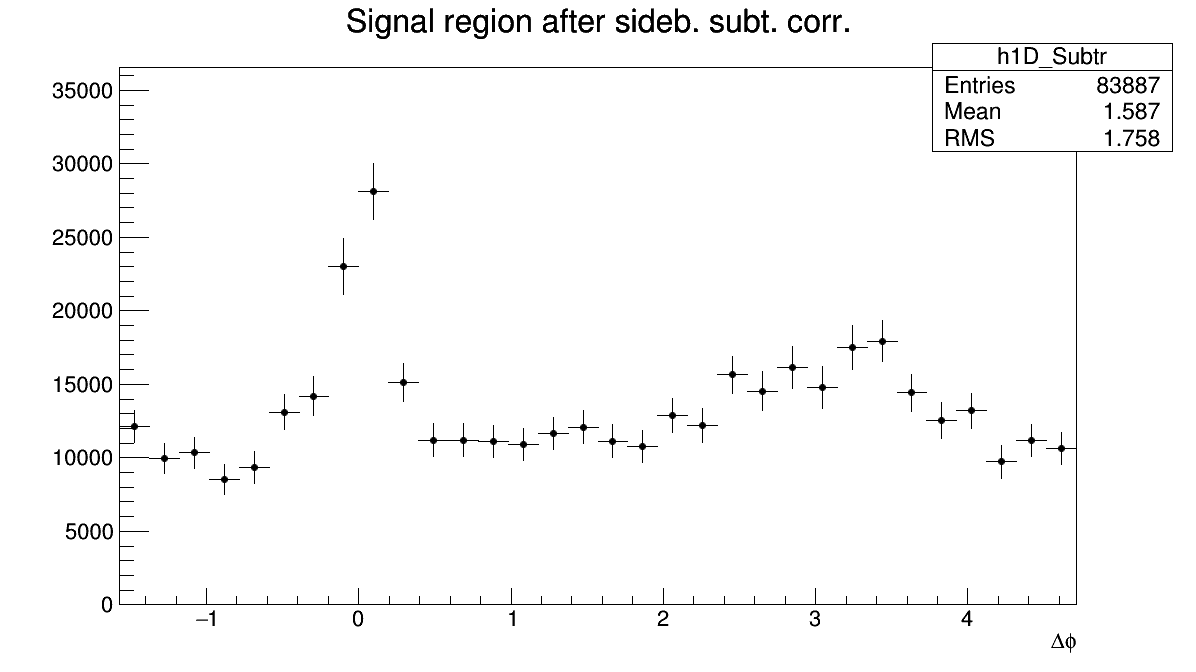 Signal region after sideb. subt. corr.
h1D_Subtr
Entries 83887
Mean 1.587
RMS 1.758
35000
30000
25000
20000
15000
10000
5000
0
−1 0 1 2 3 4
Δϕ